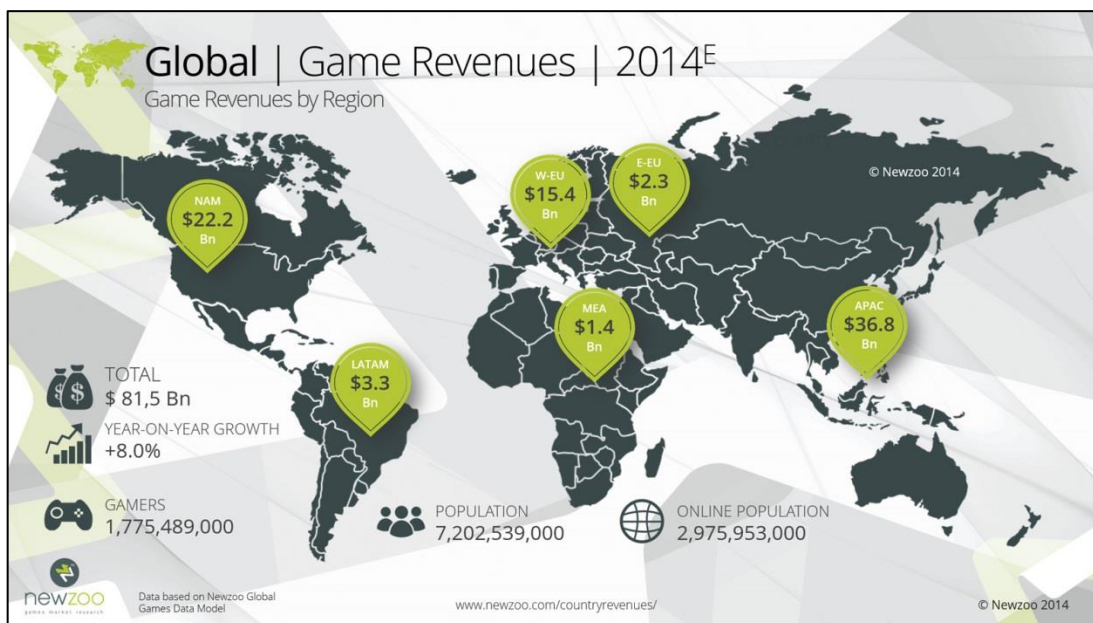 Global | Game Revenues | 2014E
Game Revenues by Region
© Newzoo 2014
NAM
$22.2
Bn
W-EU
$15.4
Bn
E-EU
$2.3
Bn
MEA
$1.4
Bn
APAC
$36.8
Bn
LATAM
$3.3
Bn
TOTAL
$ 81,5 Bn
YEAR-ON-YEAR GROWTH
+8.0%
GAMERS
1,775,489,000
POPULATION
7,202,539,000
ONLINE POPULATION
2,975,953,000
newzoo
games market research
Data based on Newzoo Global
Games Data Model
www.newzoo.com/countryrevenues/
© Newzoo 2014